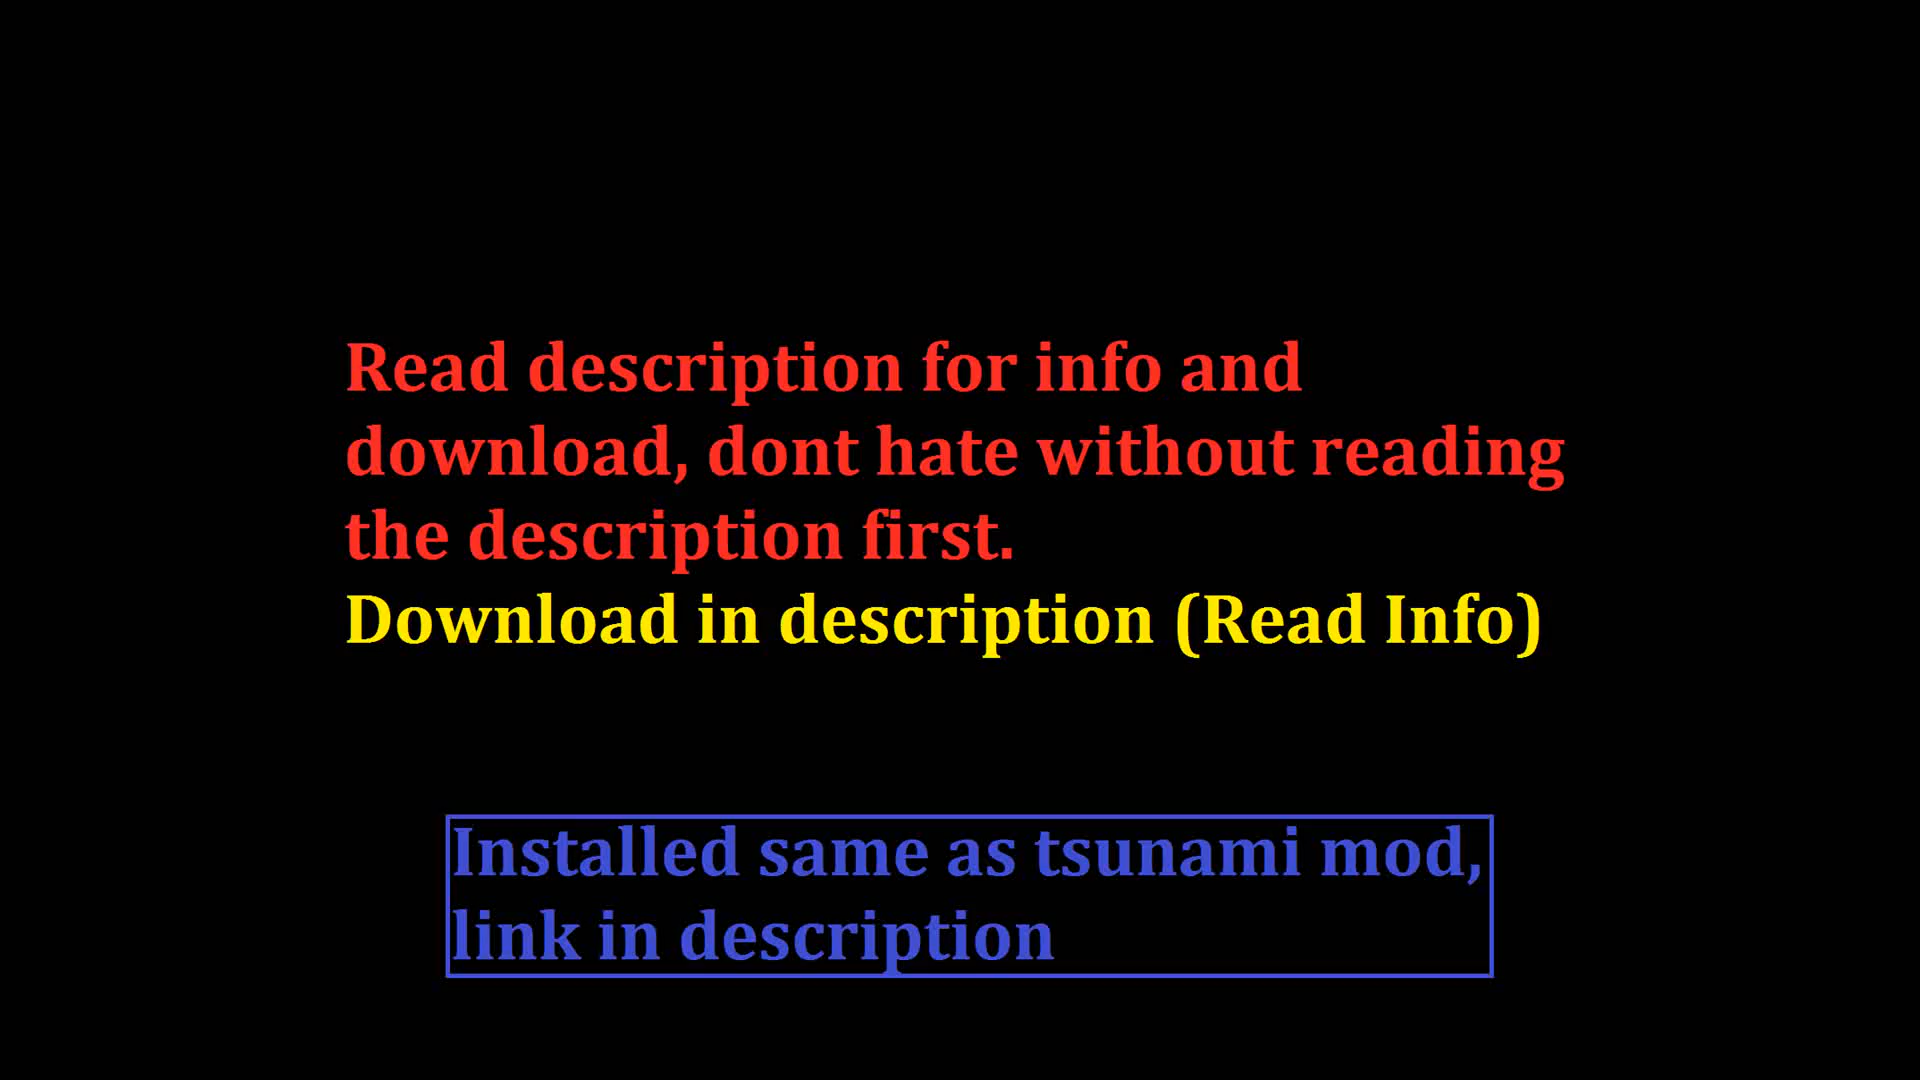 Read description for info and
download, dont hate without reading
the description first.
Download in description (Read Info)
Installed same as tsunami mod,
link in description